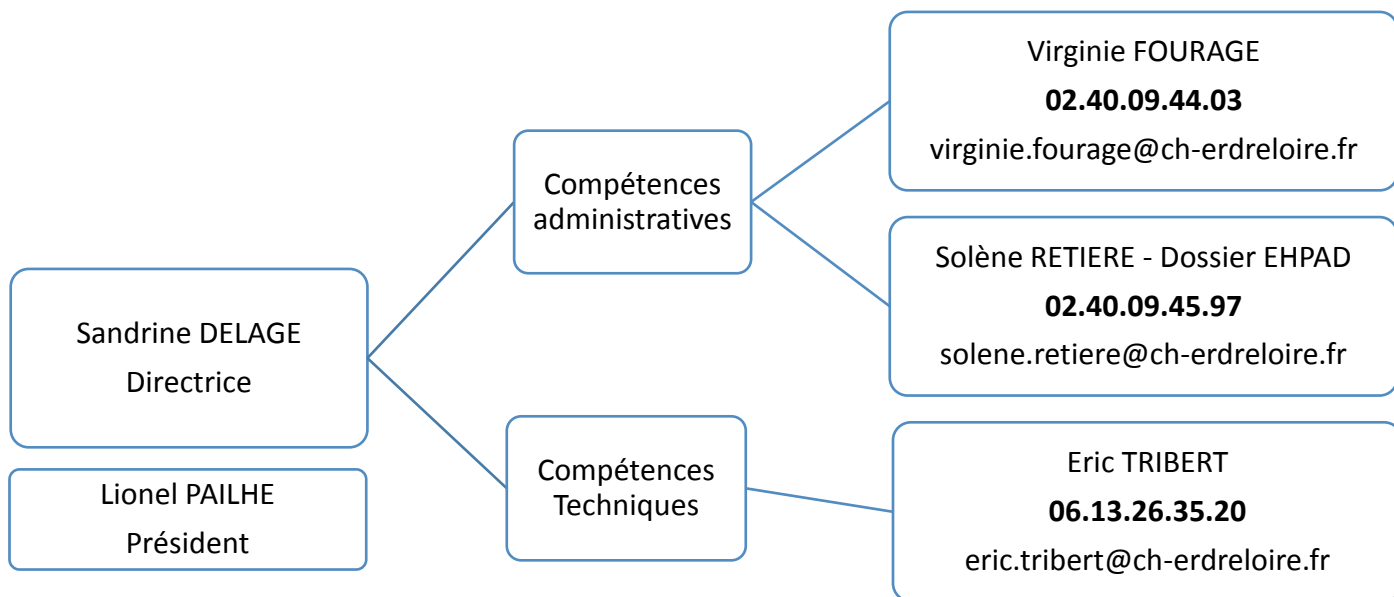 Sandrine DELAGE
Directrice
Lionel PAILHE
Président
Compétences
administratives
Compétences
Techniques
Virginie FOURAGE
02.40.09.44.03
virginie.fourage@ch-erdreloire.fr
Solène RETIERE - Dossier EHPAD
02.40.09.45.97
solene.retiere@ch-erdreloire.fr
Eric TRIBERT
06.13.26.35.20
eric.tribert@ch-erdreloire.fr